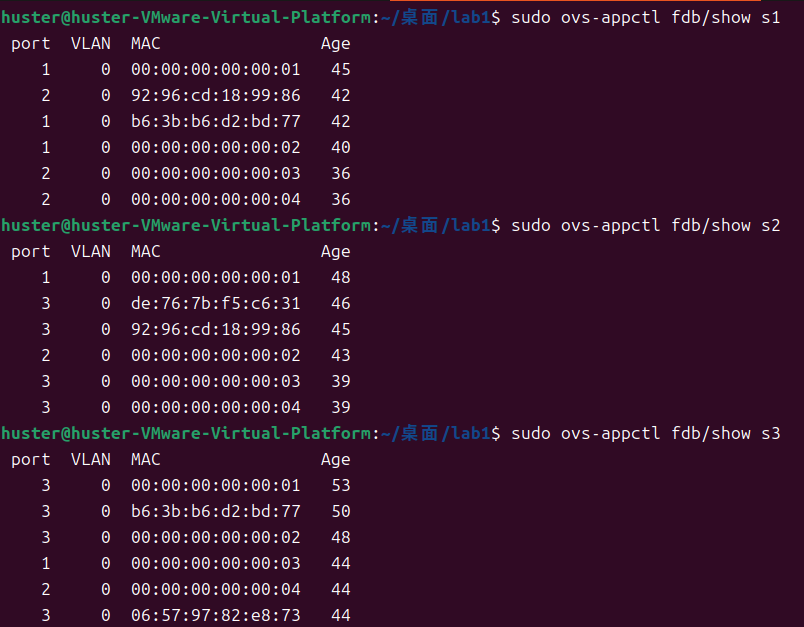 huster@huster-VMware-Virtual-Platform:~/桌面/lab1$ sudo ovs-appctl fdb/show s1
port VLAN MAC Age
1 0 00:00:00:00:00:01 45
2 0 92:96:cd:18:99:86 42
1 0 b6:3b:b6:d2:bd:77 42
1 0 00:00:00:00:00:02 40
2 0 00:00:00:00:00:03 36
2 0 00:00:00:00:00:04 36
huster@huster-VMware-Virtual-Platform:~/桌面/lab1$ sudo ovs-appctl fdb/show s2
port VLAN MAC Age
1 0 00:00:00:00:00:01 48
3 0 de:76:7b:f5:c6:31 46
3 0 92:96:cd:18:99:86 45
2 0 00:00:00:00:00:02 43
3 0 00:00:00:00:00:03 39
3 0 00:00:00:00:00:04 39
huster@huster-VMware-Virtual-Platform:~/桌面/lab1$ sudo ovs-appctl fdb/show s3
port VLAN MAC Age
3 0 00:00:00:00:00:01 53
3 0 b6:3b:b6:d2:bd:77 50
3 0 00:00:00:00:00:02 48
1 0 00:00:00:00:00:03 44
2 0 00:00:00:00:00:04 44
3 0 06:57:97:82:e8:73 44